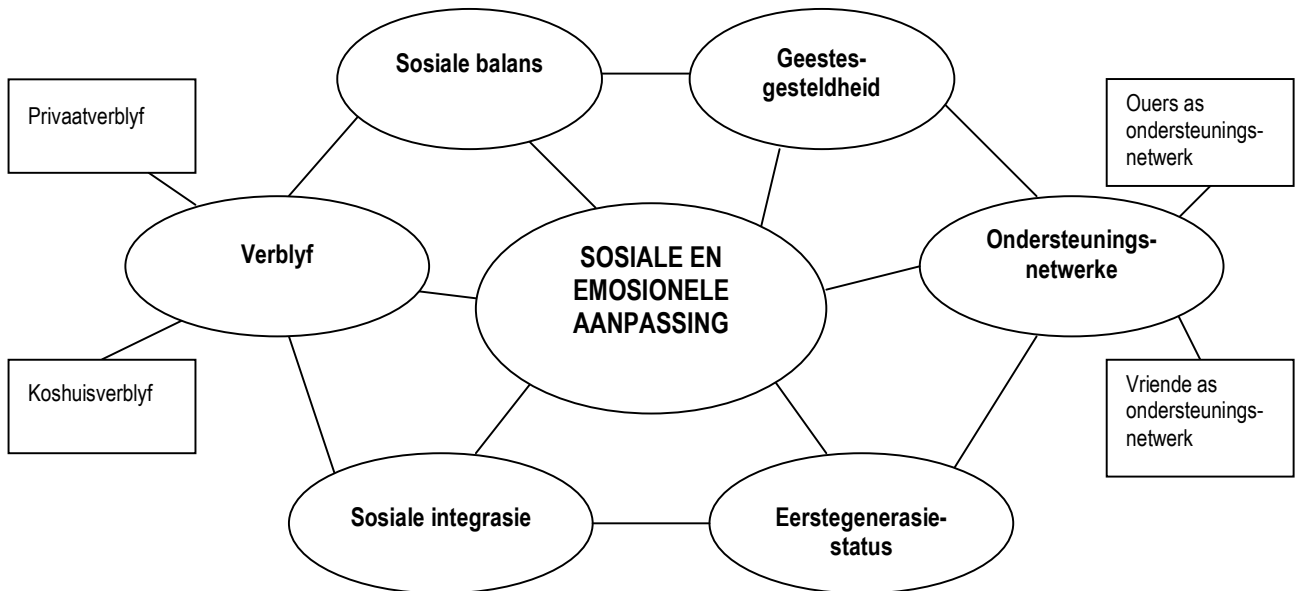 Sosiale balans
Geestes-
gesteldheid
Privaatverblyf
Ouers as
ondersteunings-
netwerk
Verblyf
SOSIALE EN
EMOSIONELE
AANPASSING
Ondersteunings-
netwerke
Koshuisverblyf
Vriende as
ondersteunings-
netwerk
Sosiale integrasie
Eerstegenerasie-
status